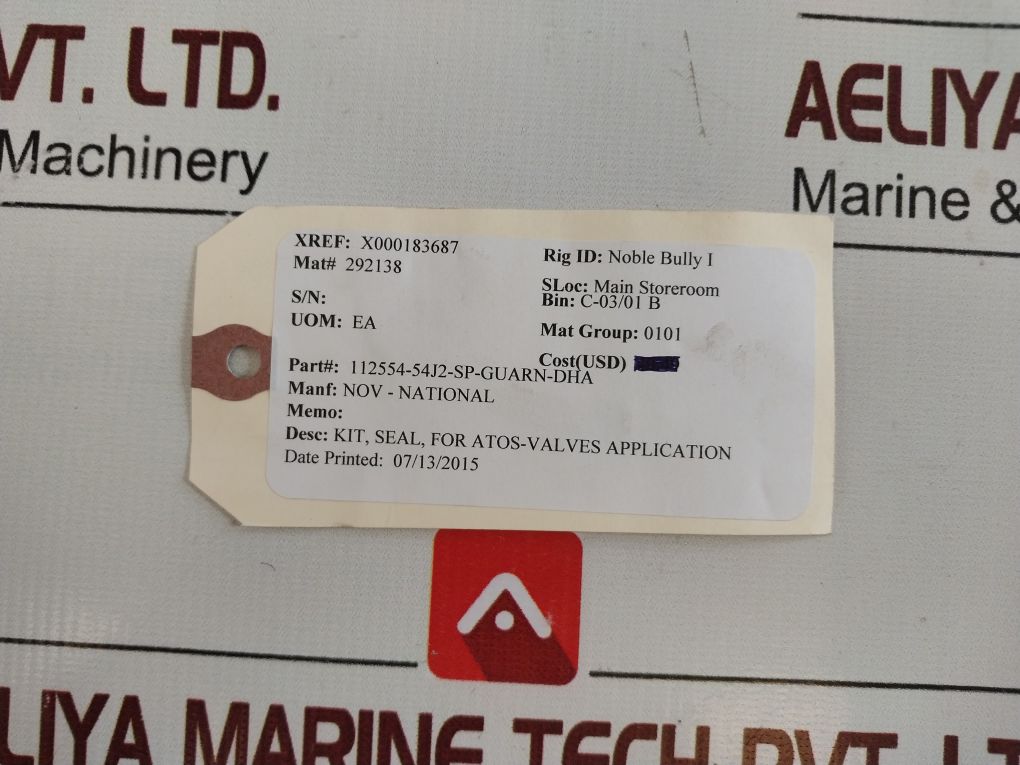 VT. LTD.
Machinery
AELIYA
Marine &
XREF: X000183687
Mat# 292138
S/N:
UOM: EA
Part#: 112554-54J2-SP-GUARN-DHA
Manf: NOV - NATIONAL
Memo:
Desc: KIT, SEAL, FOR ATOS-VALVES APPLICATION
Date Printed: 07/13/2015
Rig ID: Noble Bully I
SLoc: Main Storeroom
Bin: C-03/01 B
Mat Group: 0101
Cost(USD)
LIYA MARINE TECH PVT. LT